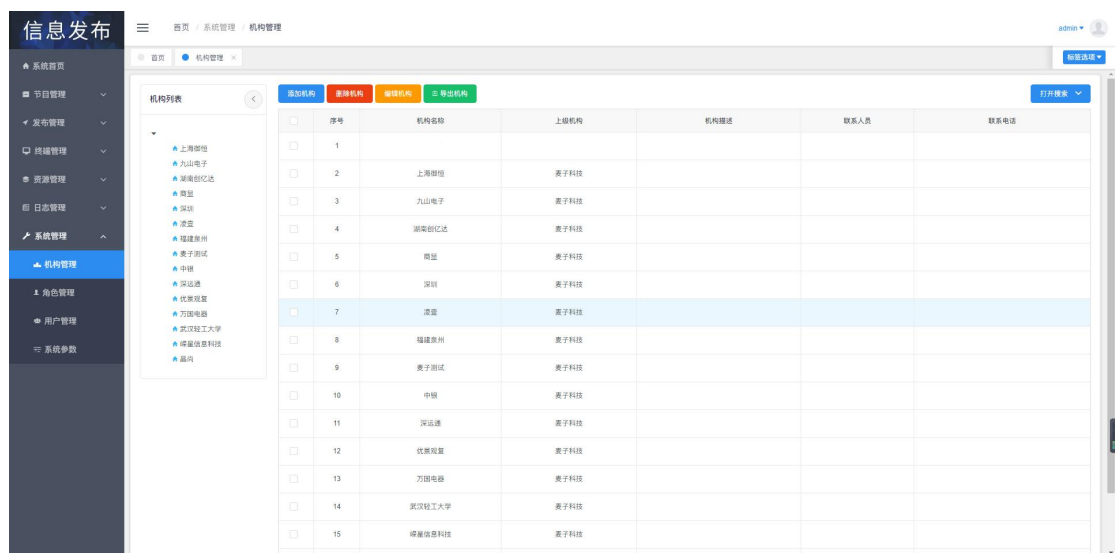 信息发布
首页 / 系统管理 / 机构管理
admin
首页
机构管理 ×
标签选项
系统首页
节目管理
发布管理
终端管理
资源管理
日志管理
系统管理
机构管理
角色管理
用户管理
系统参数
机构列表
上海御恒
九山电子
湖南创亿达
商显
深圳
凌壹
福建泉州
麦子测试
中银
深远通
优景观复
万国电器
武汉轻工大学
嵘星信息科技
晶尚
添加机构 删除机构 编辑机构 导出机构
打开搜索
序号 机构名称 上级机构 机构描述 联系人员 联系电话
1
2 上海御恒 麦子科技
3 九山电子 麦子科技
4 湖南创亿达 麦子科技
5 商显 麦子科技
6 深圳 麦子科技
7 凌壹 麦子科技
8 福建泉州 麦子科技
9 麦子测试 麦子科技
10 中银 麦子科技
11 深远通 麦子科技
12 优景观复 麦子科技
13 万国电器 麦子科技
14 武汉轻工大学 麦子科技
15 嵘星信息科技 麦子科技